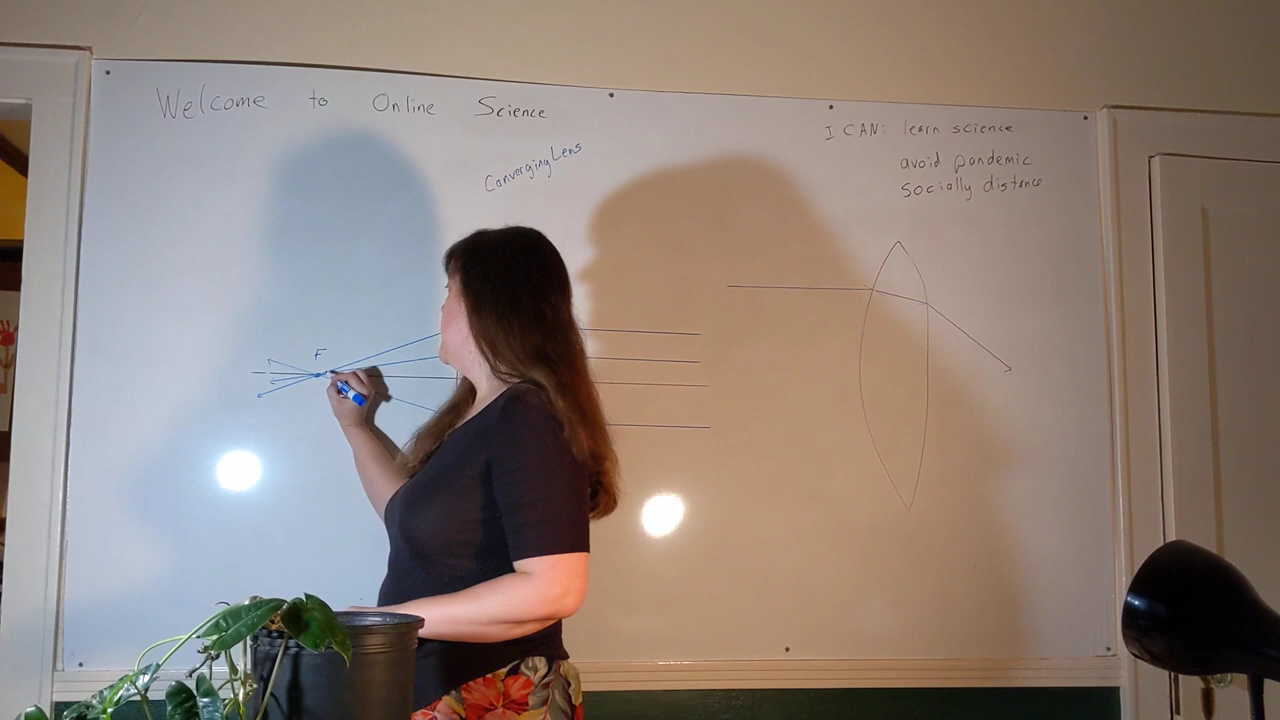 Welcome to Online Science
Converging Lens
I CAN: learn science
avoid pandemic
socially distance
F